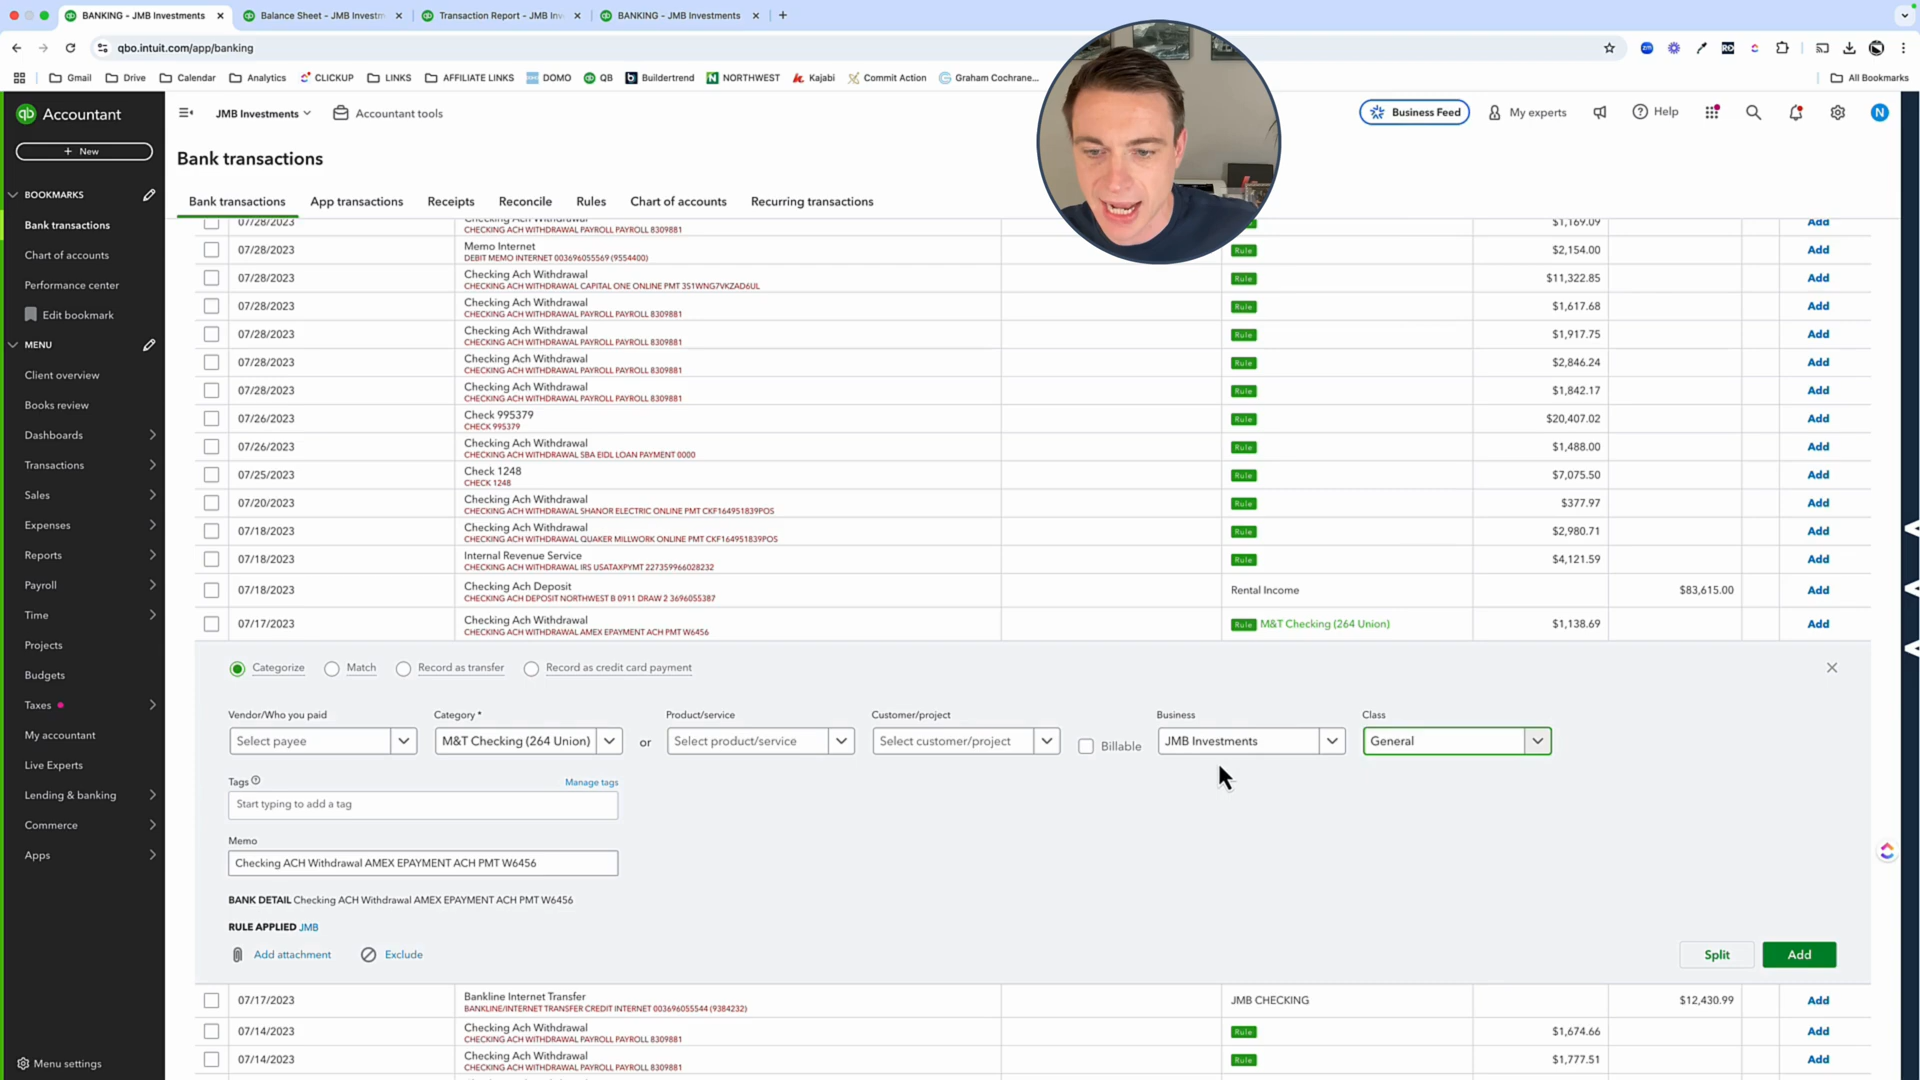 BANKING - JMB Investments
Balance Sheet - JMB Investm
Transaction Report - JMB Inv
BANKING - JMB Investments
qbo.intuit.com/app/banking
Gmail
Drive
Calendar
Analytics
CLICKUP
LINKS
AFFILIATE LINKS
DOMO
QB
Buildertrend
NORTHWEST
Kajabi
Commit Action
Graham Cochrane...
All Bookmarks
Accountant
JMB Investments
Accountant tools
Business Feed
My experts
Help
N
+ New
Bank transactions
BOOKMARKS
Bank transactions
Chart of accounts
Performance center
Edit bookmark
MENU
Client overview
Books review
Dashboards
Transactions
Sales
Expenses
Reports
Payroll
Time
Projects
Budgets
Taxes
My accountant
Live Experts
Lending & banking
Commerce
Apps
Menu settings
Bank transactions
App transactions
Receipts
Reconcile
Rules
Chart of accounts
Recurring transactions
07/28/2023 Checking Ach Withdrawal Rule $1,169.09 Add
CHECKING ACH WITHDRAWAL PAYROLL PAYROLL 8309881
07/28/2023 Memo Internet Rule $2,154.00 Add
DEBIT MEMO INTERNET 003696055569 (9554400)
07/28/2023 Checking Ach Withdrawal Rule $11,322.85 Add
CHECKING ACH WITHDRAWAL CAPITAL ONE ONLINE PMT 3S1WNG7VKZAD6UL
07/28/2023 Checking Ach Withdrawal Rule $1,617.68 Add
CHECKING ACH WITHDRAWAL PAYROLL PAYROLL 8309881
07/28/2023 Checking Ach Withdrawal Rule $1,917.75 Add
CHECKING ACH WITHDRAWAL PAYROLL PAYROLL 8309881
07/28/2023 Checking Ach Withdrawal Rule $2,846.24 Add
CHECKING ACH WITHDRAWAL PAYROLL PAYROLL 8309881
07/28/2023 Checking Ach Withdrawal Rule $1,842.17 Add
CHECKING ACH WITHDRAWAL PAYROLL PAYROLL 8309881
07/26/2023 Check 995379 Rule $20,407.02 Add
CHECK 995379
07/26/2023 Checking Ach Withdrawal Rule $1,488.00 Add
CHECKING ACH WITHDRAWAL SBA EIDL LOAN PAYMENT 0000
07/25/2023 Check 1248 Rule $7,075.50 Add
CHECK 1248
07/20/2023 Checking Ach Withdrawal Rule $377.97 Add
CHECKING ACH WITHDRAWAL SHANOR ELECTRIC ONLINE PMT CKF164951839POS
07/18/2023 Checking Ach Withdrawal Rule $2,980.71 Add
CHECKING ACH WITHDRAWAL QUAKER MILLWORK ONLINE PMT CKF164951839POS
07/18/2023 Internal Revenue Service Rule $4,121.59 Add
CHECKING ACH WITHDRAWAL IRS USATAXPYMT 227359966028232
07/18/2023 Checking Ach Deposit Rental Income $83,615.00 Add
CHECKING ACH DEPOSIT NORTHWEST B 0911 DRAW 2 3696055387
07/17/2023 Checking Ach Withdrawal Rule M&T Checking (264 Union) $1,138.69 Add
CHECKING ACH WITHDRAWAL AMEX EPAYMENT ACH PMT W6456
Categorize Match Record as transfer Record as credit card payment
Vendor/Who you paid Category * Product/service Customer/project Business Class
Select payee M&T Checking (264 Union) or Select product/service Select customer/project Billable JMB Investments General
Tags Manage tags
Start typing to add a tag
Memo
Checking ACH Withdrawal AMEX EPAYMENT ACH PMT W6456
BANK DETAIL Checking ACH Withdrawal AMEX EPAYMENT ACH PMT W6456
RULE APPLIED JMB
Add attachment Exclude Split Add
07/17/2023 Bankline Internet Transfer JMB CHECKING $12,430.99 Add
BANKLINE/INTERNET TRANSFER CREDIT INTERNET 003696055544 (9384232)
07/14/2023 Checking Ach Withdrawal Rule $1,674.66 Add
CHECKING ACH WITHDRAWAL PAYROLL PAYROLL 8309881
07/14/2023 Checking Ach Withdrawal Rule $1,777.51 Add
CHECKING ACH WITHDRAWAL PAYROLL PAYROLL 8309881